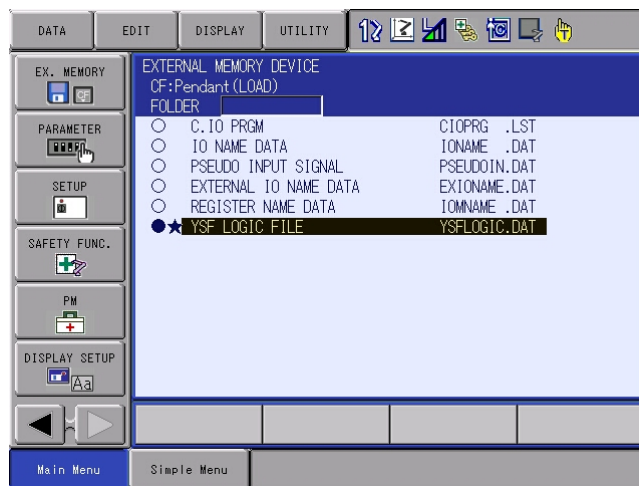 DATA EDIT DISPLAY UTILITY
EX. MEMORY
CF
PARAMETER
SETUP
SAFETY FUNC.
PM
DISPLAY SETUP
Aa
EXTERNAL MEMORY DEVICE
CF:Pendant(LOAD)
FOLDER
C.IO PRGM CIOPRG .LST
IO NAME DATA IONAME .DAT
PSEUDO INPUT SIGNAL PSEUDOIN.DAT
EXTERNAL IO NAME DATA EXIONAME.DAT
REGISTER NAME DATA IOMNAME .DAT
YSF LOGIC FILE YSFLOGIC.DAT
Main Menu Simple Menu